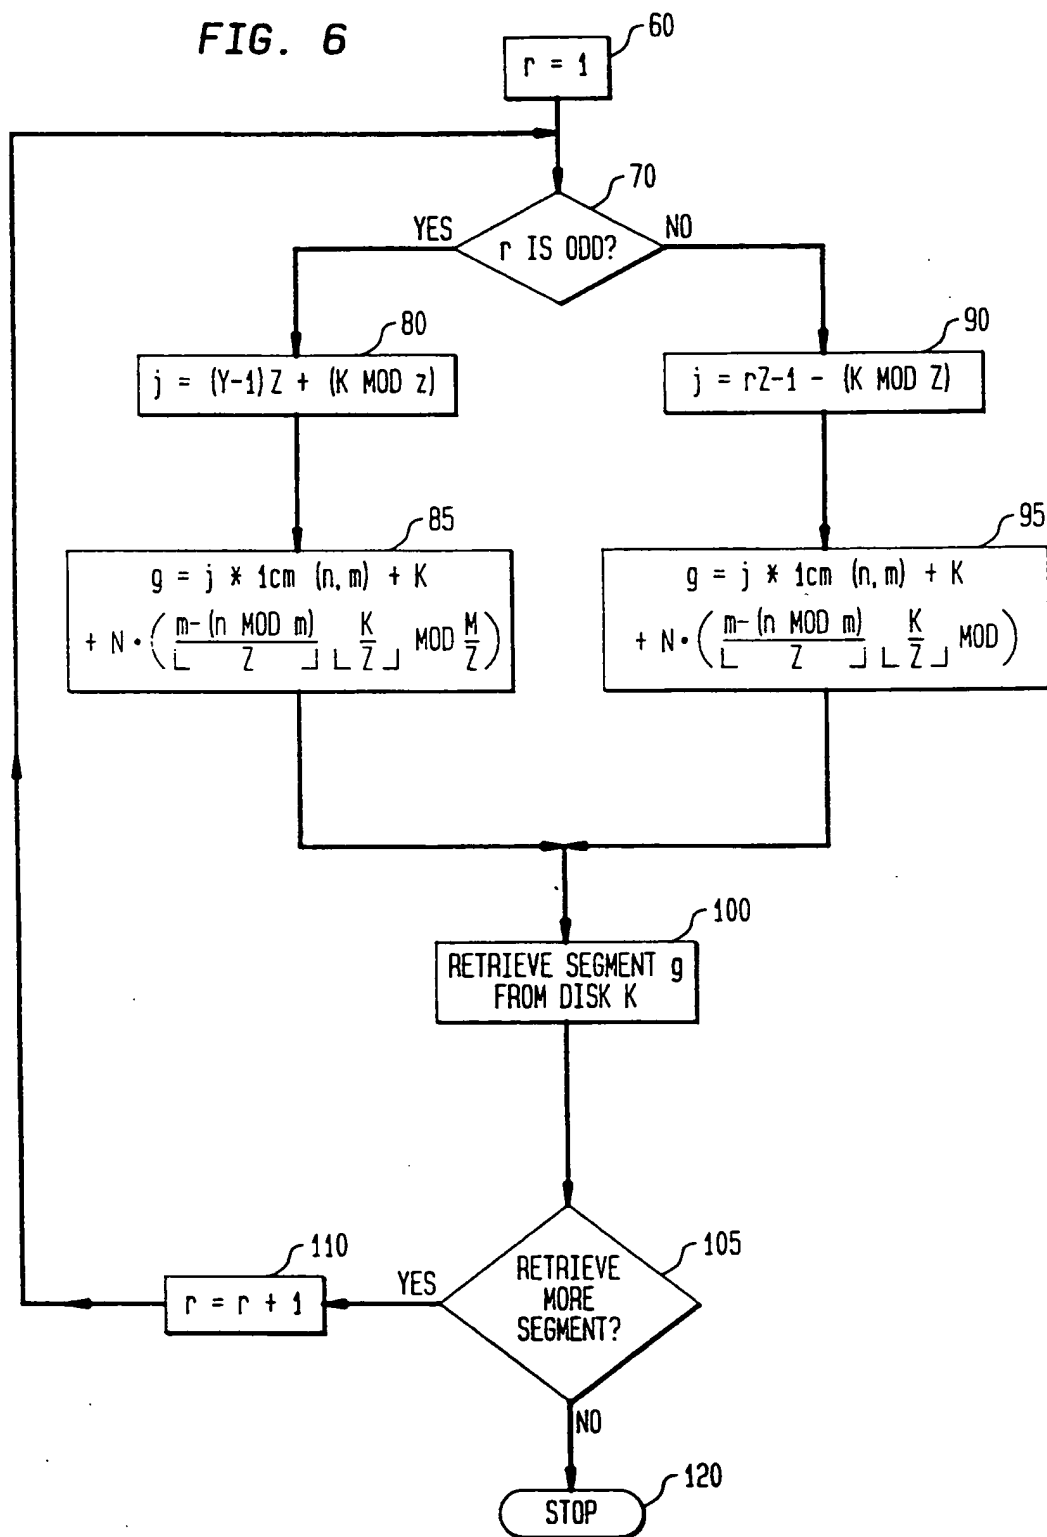 FIG. 6
60
r = 1
70
YES
r IS ODD?
NO
80
j = (Y-1)Z + (K MOD z)
90
j = rZ-1 - (K MOD Z)
85
g = j * 1cm (n, m) + K
+ N · ( ⌊ m- (n MOD m) / Z ⌋ ⌊ K / Z ⌋ MOD M / Z )
95
g = j * 1cm (n, m) + K
+ N · ( ⌊ m- (n MOD m) / Z ⌋ ⌊ K / Z ⌋ MOD )
100
RETRIEVE SEGMENT g
FROM DISK K
105
RETRIEVE
MORE
SEGMENT?
YES
110
r = r + 1
NO
120
STOP